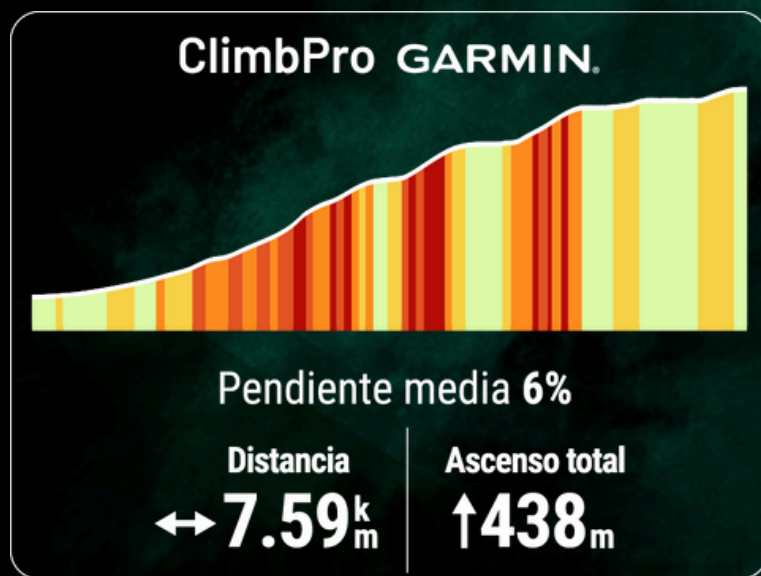 ClimbPro GARMIN®
Pendiente media 6%
Distancia
7.59 km
Ascenso total
438 m